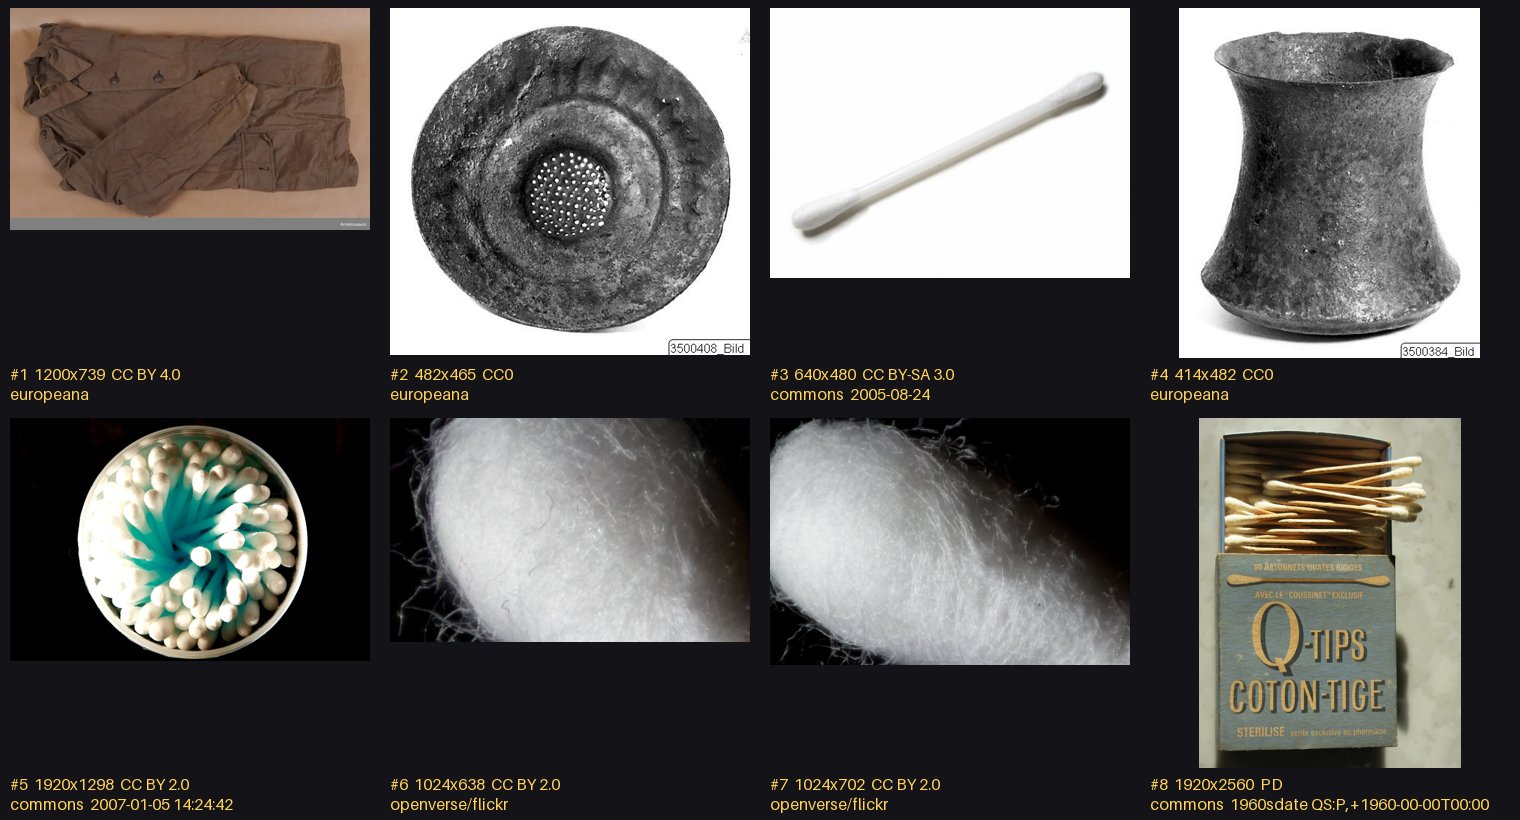 Armémuseum
3500408_Bild
3500384_Bild
#1 1200x739 CC BY 4.0
europeana
#2 482x465 CC0
europeana
#3 640x480 CC BY-SA 3.0
commons 2005-08-24
#4 414x482 CC0
europeana
90 BÂTONNETS OUATÉS RIGIDES
AVEC LE "COUSSINET" EXCLUSIF
Q-TIPS
COTON-TIGE
STERILISE vente exclusive en pharmacie
#5 1920x1298 CC BY 2.0
commons 2007-01-05 14:24:42
#6 1024x638 CC BY 2.0
openverse/flickr
#7 1024x702 CC BY 2.0
openverse/flickr
#8 1920x2560 PD
commons 1960sdate QS:P,+1960-00-00T00:00